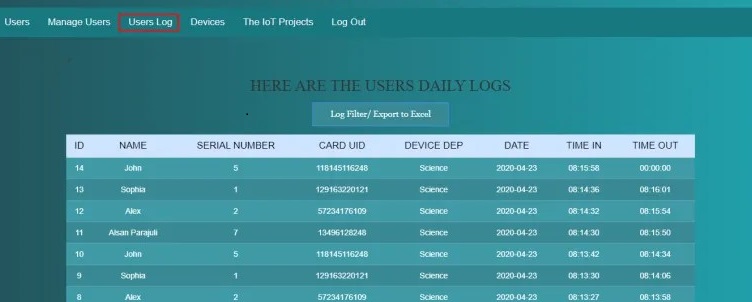 Users Manage Users Users Log Devices The IoT Projects Log Out
HERE ARE THE USERS DAILY LOGS
Log Filter/ Export to Excel
ID NAME SERIAL NUMBER CARD UID DEVICE DEP DATE TIME IN TIME OUT
14 John 5 118145116248 Science 2020-04-23 08:15:58 00:00:00
13 Sophia 1 129163220121 Science 2020-04-23 08:14:36 08:16:01
12 Alex 2 57234176109 Science 2020-04-23 08:14:32 08:15:54
11 Alsan Parajuli 7 13496128248 Science 2020-04-23 08:14:30 08:15:50
10 John 5 118145116248 Science 2020-04-23 08:13:42 08:14:34
9 Sophia 1 129163220121 Science 2020-04-23 08:13:30 08:14:06
8 Alex 2 57234176109 Science 2020-04-23 08:13:27 08:13:58